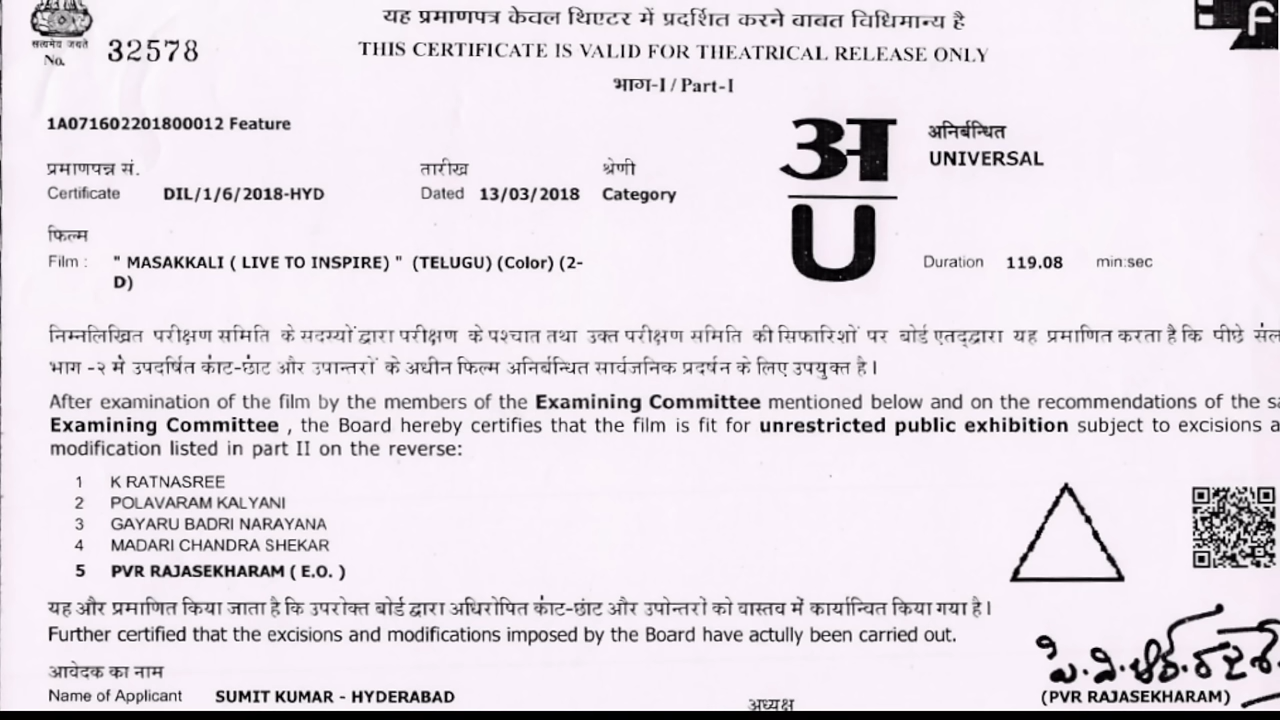 यह प्रमाणपत्र केवल थिएटर में प्रदर्शित करने वाबत विधिमान्य है
सत्यमेव जयते
No. 32578
THIS CERTIFICATE IS VALID FOR THEATRICAL RELEASE ONLY
भाग-I / Part-I
1A071602201800012 Feature
अ
U
अनिर्बन्धित
UNIVERSAL
प्रमाणपत्र सं. तारीख श्रेणी
Certificate DIL/1/6/2018-HYD Dated 13/03/2018 Category
फिल्म
Film : " MASAKKALI ( LIVE TO INSPIRE) " (TELUGU) (Color) (2-
D)
Duration 119.08 min:sec
निम्नलिखित परीक्षण समिति के सदस्यों द्वारा परीक्षण के पश्चात तथा उक्त परीक्षण समिति की सिफारिशों पर बोर्ड एतद्द्वारा यह प्रमाणित करता है कि पीछे
भाग -२ में उपदर्षित कांट-छांट और उपान्तरों के अधीन फिल्म अनिर्बन्धित सार्वजनिक प्रदर्षन के लिए उपयुक्त है।
After examination of the film by the members of the Examining Committee mentioned below and on the recommendations of the sa
Examining Committee , the Board hereby certifies that the film is fit for unrestricted public exhibition subject to excisions a
modification listed in part II on the reverse:
1 K RATNASREE
2 POLAVARAM KALYANI
3 GAYARU BADRI NARAYANA
4 MADARI CHANDRA SHEKAR
5 PVR RAJASEKHARAM ( E.O. )
यह और प्रमाणित किया जाता है कि उपरोक्त बोर्ड द्वारा अधिरोपित कांट-छांट और उपोन्तरों को वास्तव में कार्यान्वित किया गया है।
Further certified that the excisions and modifications imposed by the Board have actully been carried out.
आवेदक का नाम
Name of Applicant SUMIT KUMAR - HYDERABAD
(PVR RAJASEKHARAM)
अध्यक्ष